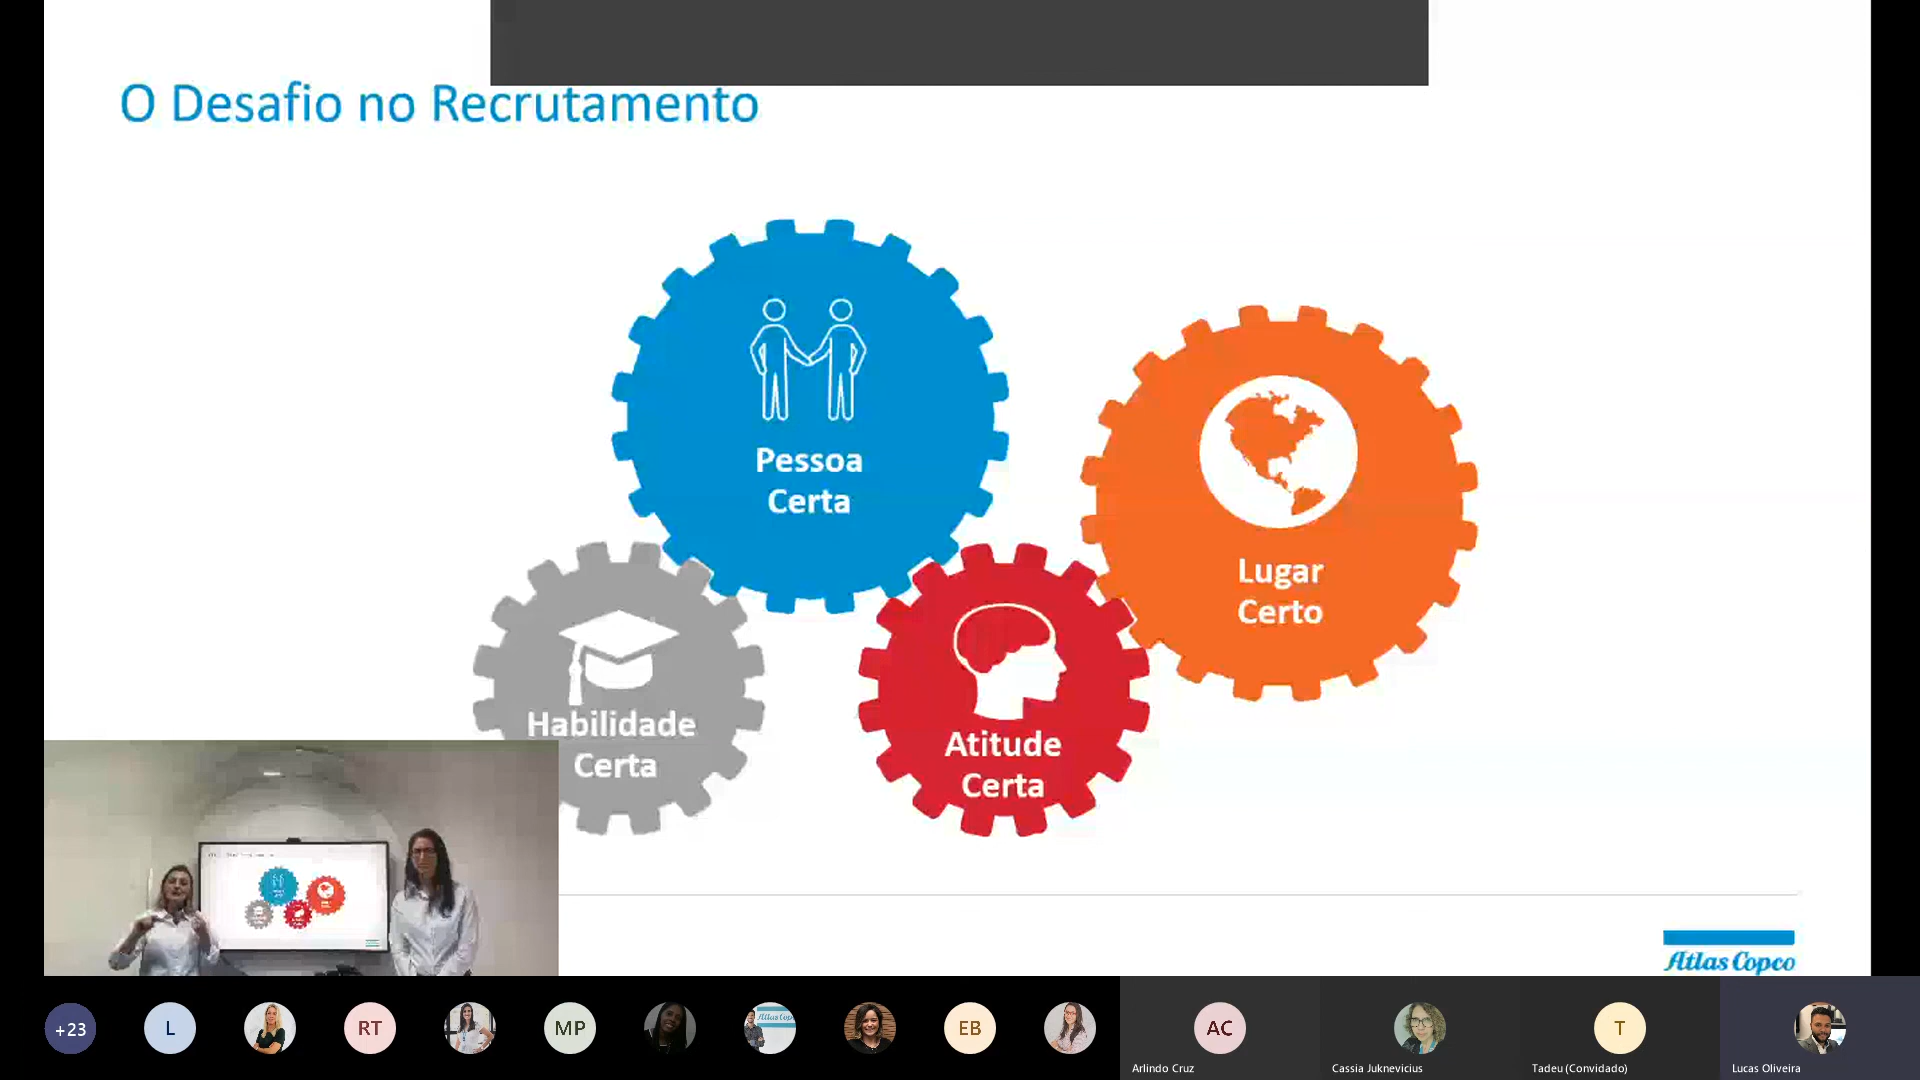 O Desafio no Recrutamento
Pessoa
Certa
Lugar
Certo
Habilidade
Certa
Atitude
Certa
Atlas Copco
+23
L
RT
MP
EB
AC
T
Arlindo Cruz
Cassia Juknevicius
Tadeu (Convidado)
Lucas Oliveira